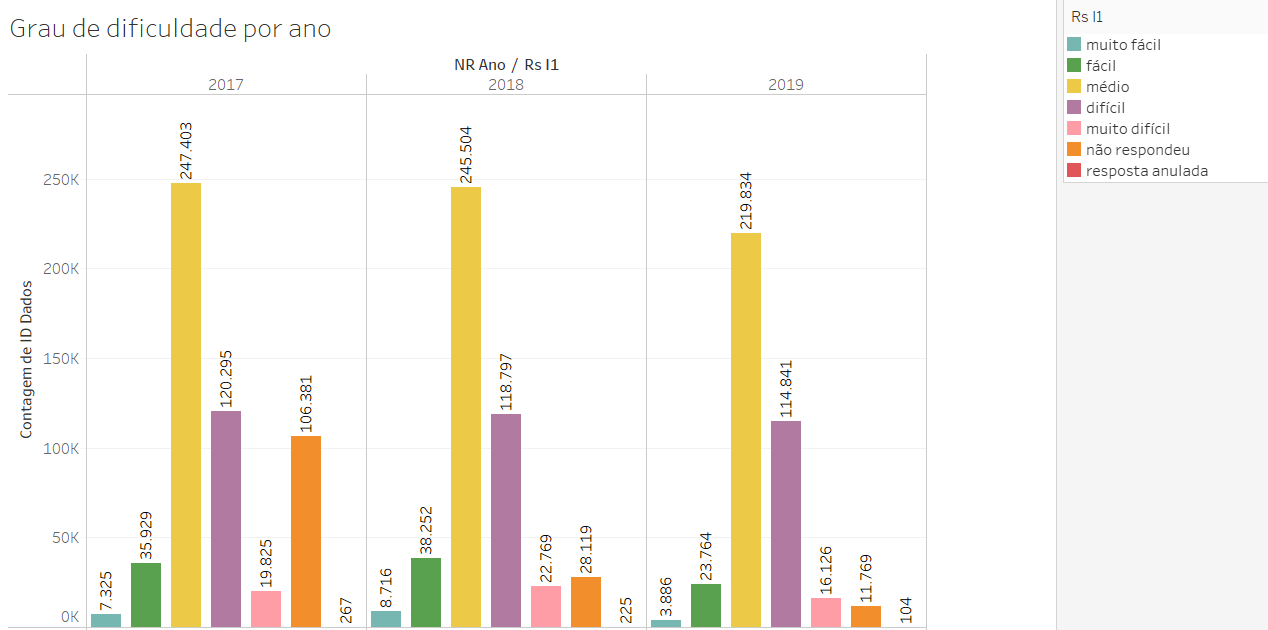 Grau de dificuldade por ano
NR Ano / Rs I1
2017 2018 2019
Contagem de ID Dados
250K
200K
150K
100K
50K
0K
7.325 35.929 247.403 120.295 19.825 106.381 267
8.716 38.252 245.504 118.797 22.769 28.119 225
3.886 23.764 219.834 114.841 16.126 11.769 104
Rs I1
muito fácil
fácil
médio
difícil
muito difícil
não respondeu
resposta anulada